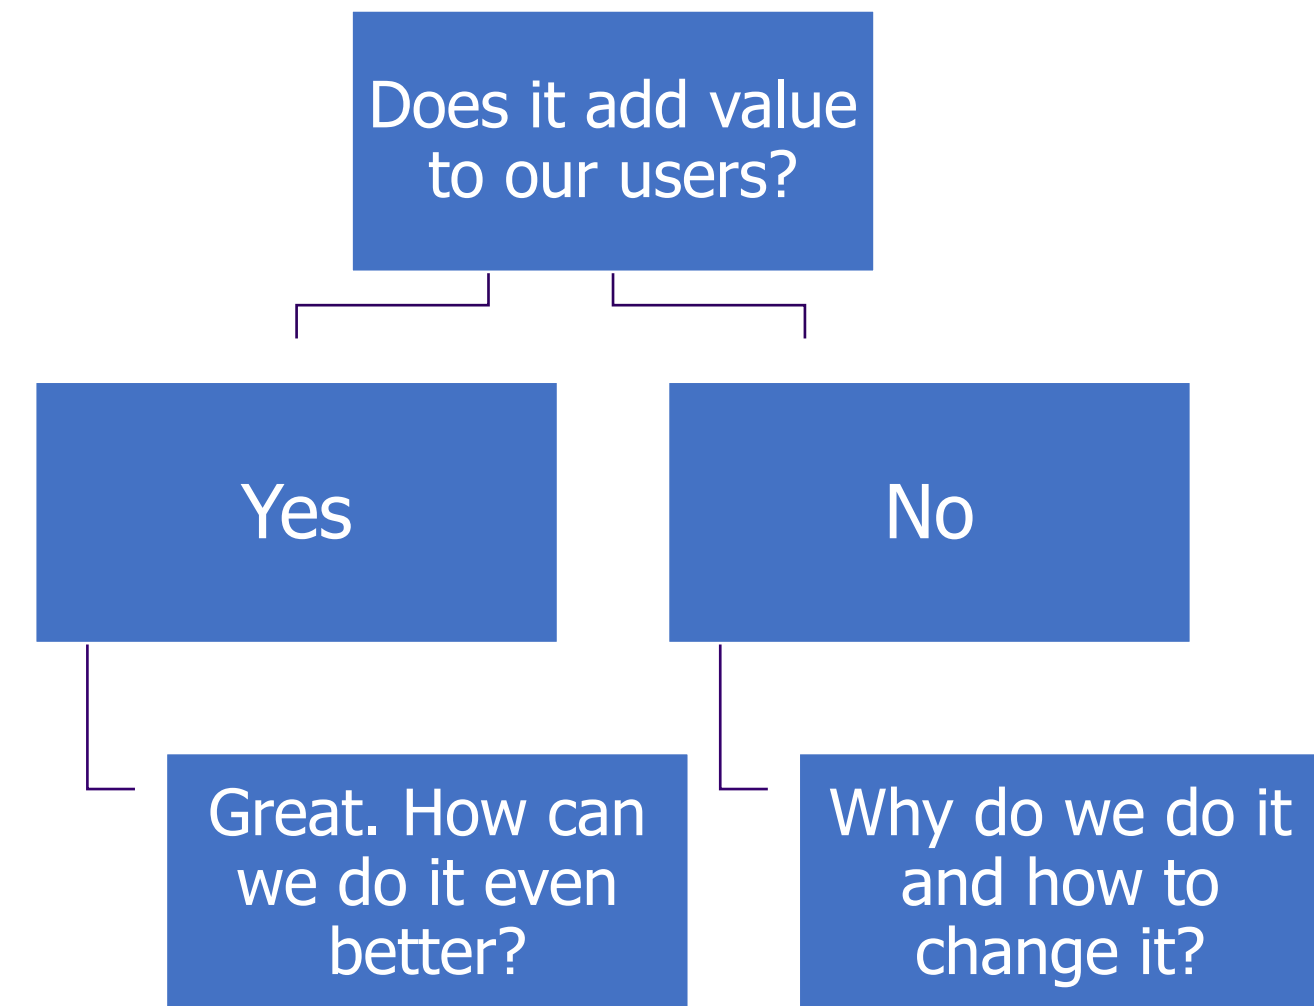 Does it add value
to our users?
Yes
No
Great. How can
we do it even
better?
Why do we do it
and how to
change it?